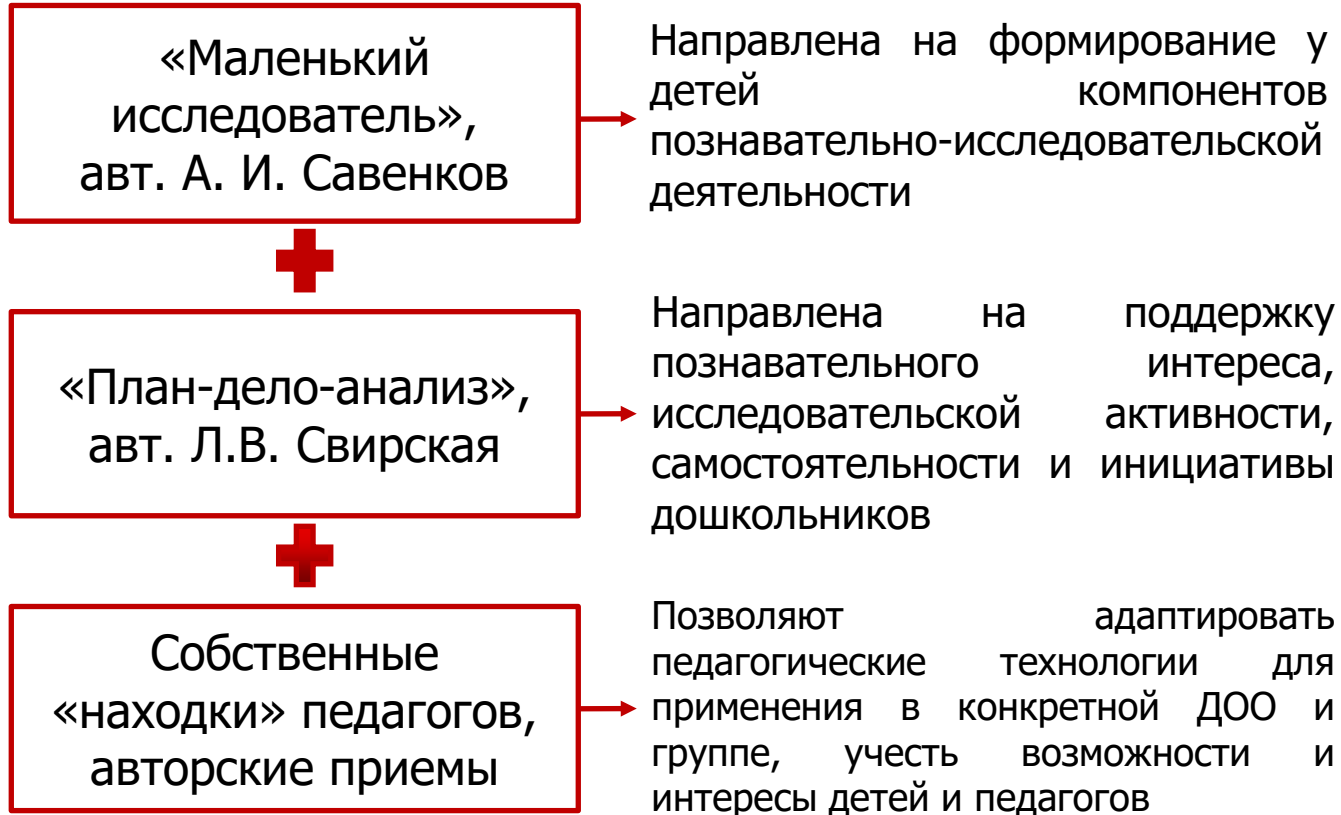 «Маленький
исследователь»,
авт. А. И. Савенков
Направлена на формирование у
детей компонентов
познавательно-исследовательской
деятельности
«План-дело-анализ»,
авт. Л.В. Свирская
Направлена на поддержку
познавательного интереса,
исследовательской активности,
самостоятельности и инициативы
дошкольников
Собственные
«находки» педагогов,
авторские приемы
Позволяют адаптировать
педагогические технологии для
применения в конкретной ДОО и
группе, учесть возможности и
интересы детей и педагогов